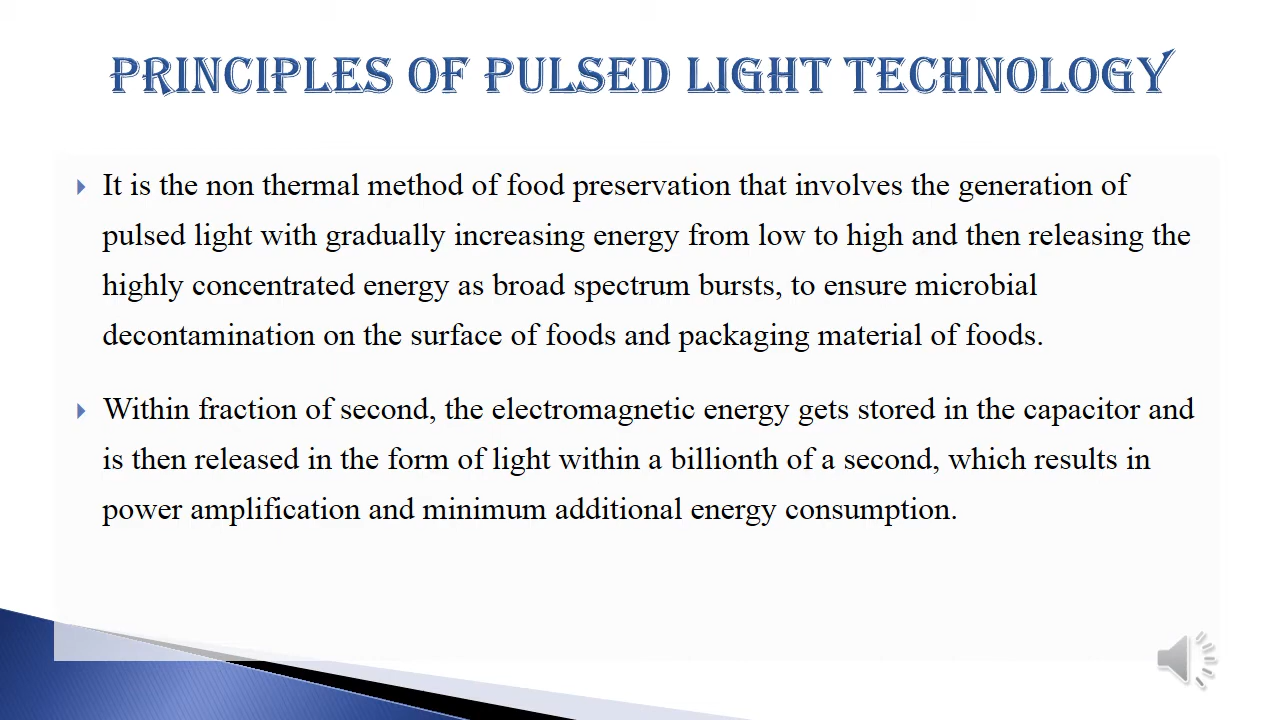 PRINCIPLES OF PULSED LIGHT TECHNOLOGY
It is the non thermal method of food preservation that involves the generation of
pulsed light with gradually increasing energy from low to high and then releasing the
highly concentrated energy as broad spectrum bursts, to ensure microbial
decontamination on the surface of foods and packaging material of foods.
Within fraction of second, the electromagnetic energy gets stored in the capacitor and
is then released in the form of light within a billionth of a second, which results in
power amplification and minimum additional energy consumption.